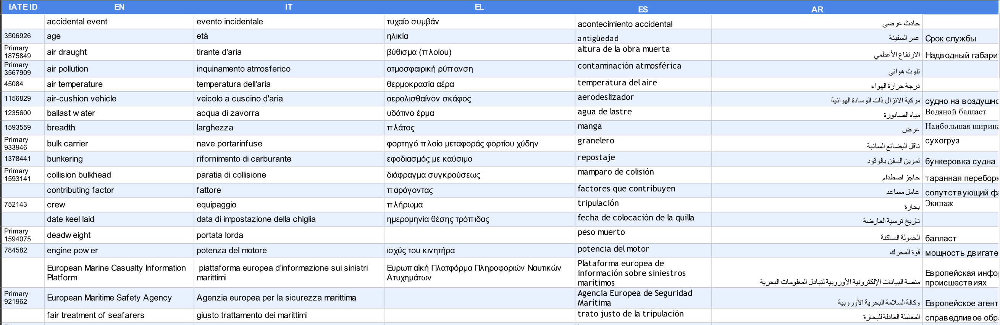 IATE ID EN IT EL ES AR
accidental event evento incidentale τυχαίο συμβάν acontecimiento accidental حادث عرضي
3506926 age età ηλικία antigüedad عمر السفينة Срок службы
Primary 1875849 air draught tirante d'aria βύθισμα (πλοίου) altura de la obra muerta الارتفاع الأعظمي Надводный
Primary 3567909 air pollution inquinamento atmosferico ατμοσφαιρική ρύπανση contaminación atmosférica تلوث هوائي
45084 air temperature temperatura dell'aria θερμοκρασία αέρα temperatura del aire درجة حرارة الهواء
1156829 air-cushion vehicle veicolo a cuscino d'aria αερολισθαίνον σκάφος aerodeslizador مركبة الانزال ذات الوسادة الهوائية судно на
1235600 ballast water acqua di zavorra υδάτινο έρμα agua de lastre مياه الصابورة Водяной балласт
1593559 breadth larghezza πλάτος manga عرض Наибольшая
Primary 933946 bulk carrier nave portarinfuse φορτηγό πλοίο μεταφοράς φορτίου χύδην granelero ناقل البضائع السائبة сухогруз
1378441 bunkering rifornimento di carburante εφοδιασμός με καύσιμο repostaje تموين السفن بالوقود бункеровка судна
Primary 1593141 collision bulkhead paratia di collisione διάφραγμα συγκρούσεως mamparo de colisión حاجز اصطدام таранная
contributing factor fattore παράγοντας factores que contribuyen عامل مساعد сопутствующий
752143 crew equipaggio πλήρωμα tripulación بحارة Экипаж
date keel laid data di impostazione della chiglia ημερομηνία θέσης τρόπιδας fecha de colocación de la quilla تاريخ ترسية العارضة
Primary 1594075 deadweight portata lorda peso muerto الحمولة الساكنة балласт
784582 engine power potenza del motore ισχύς του κινητήρα potencia del motor قوة المحرك мощность
European Marine Casualty Information Platform piattaforma europea d’informazione sui sinistri marittimi Ευρωπαϊκή Πλατφόρμα Πληροφοριών Ναυτικών Ατυχημάτων Plataforma europea de información sobre siniestros marítimos منصة البيانات الإلكترونية الأوروبية لتبادل المعلومات البحرية Европейская происшествиях
Primary 921962 European Maritime Safety Agency Agenzia europea per la sicurezza marittima Agencia Europea de Seguridad Marítima وكالة السلامة البحرية الأوروبية Европейское
fair treatment of seafarers giusto trattamento dei marittimi trato justo de la tripulación المعاملة العادلة للبحارة справедливое